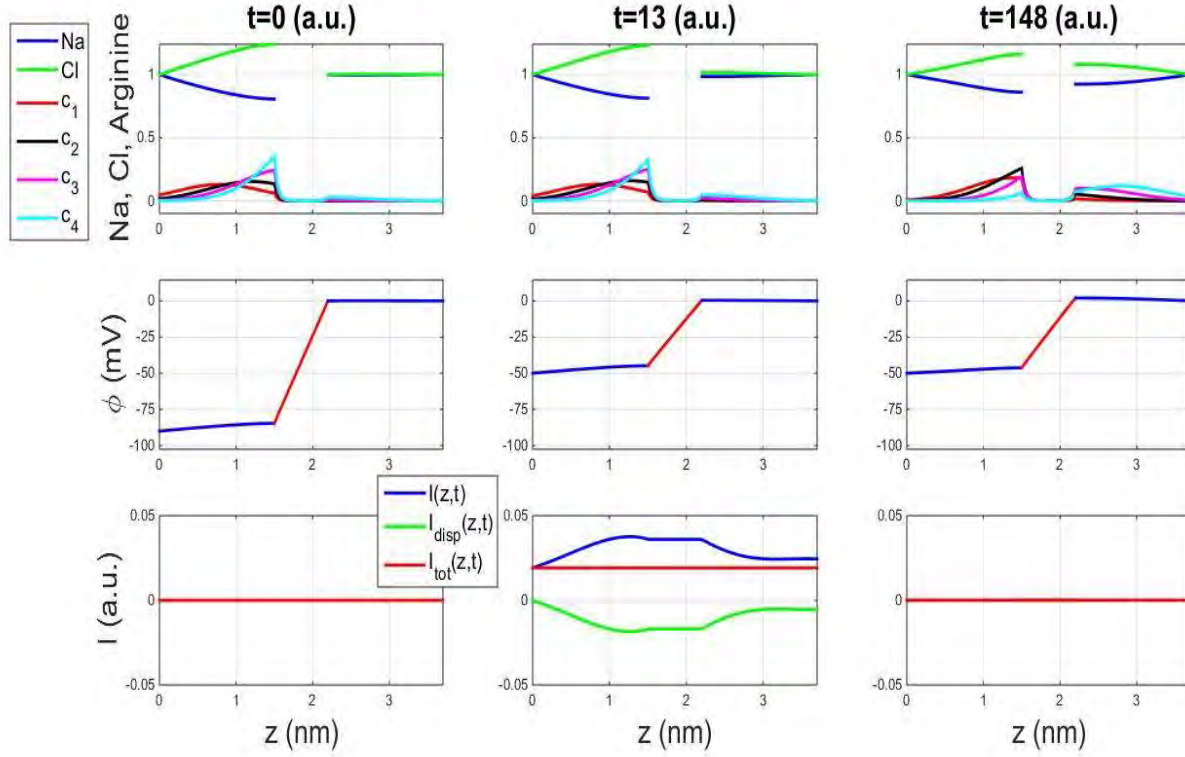 t=0 (a.u.) t=13 (a.u.) t=148 (a.u.)
Na
Cl
c1
c2
c3
c4
Na, Cl, Arginine
1
0.5
0
0 1 2 3
1
0.5
0
0 1 2 3
1
0.5
0
0 1 2 3
ϕ (mV)
0
-25
-50
-75
-100
0 1 2 3
0
-25
-50
-75
-100
0 1 2 3
0
-25
-50
-75
-100
0 1 2 3
I(z,t)
Idisp(z,t)
Itot(z,t)
I (a.u.)
0.05
0
-0.05
0 1 2 3
0.05
0
-0.05
0 1 2 3
0.05
0
-0.05
0 1 2 3
z (nm) z (nm) z (nm)